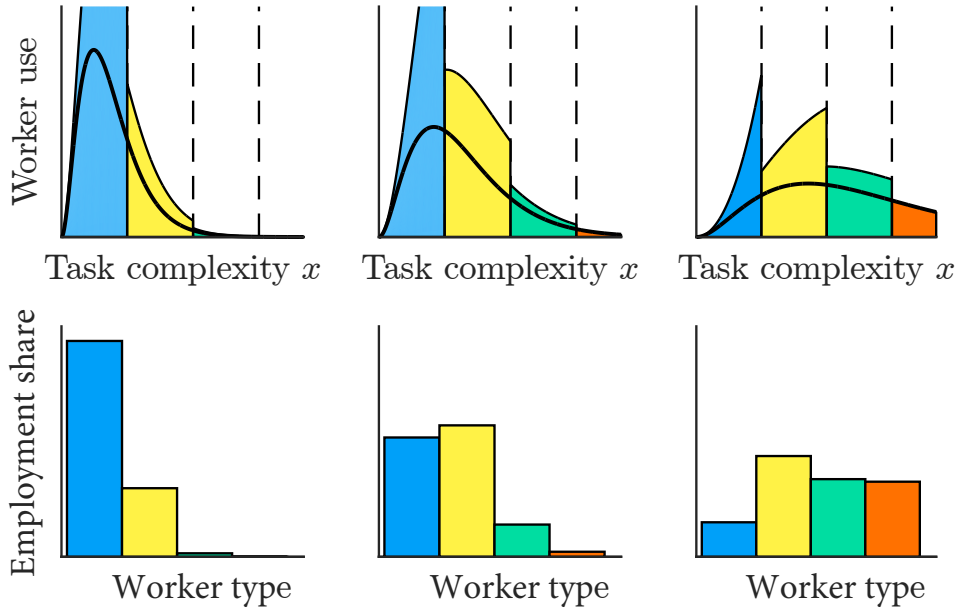 Worker use
Task complexity x
Task complexity x
Task complexity x
Employment share
Worker type
Worker type
Worker type